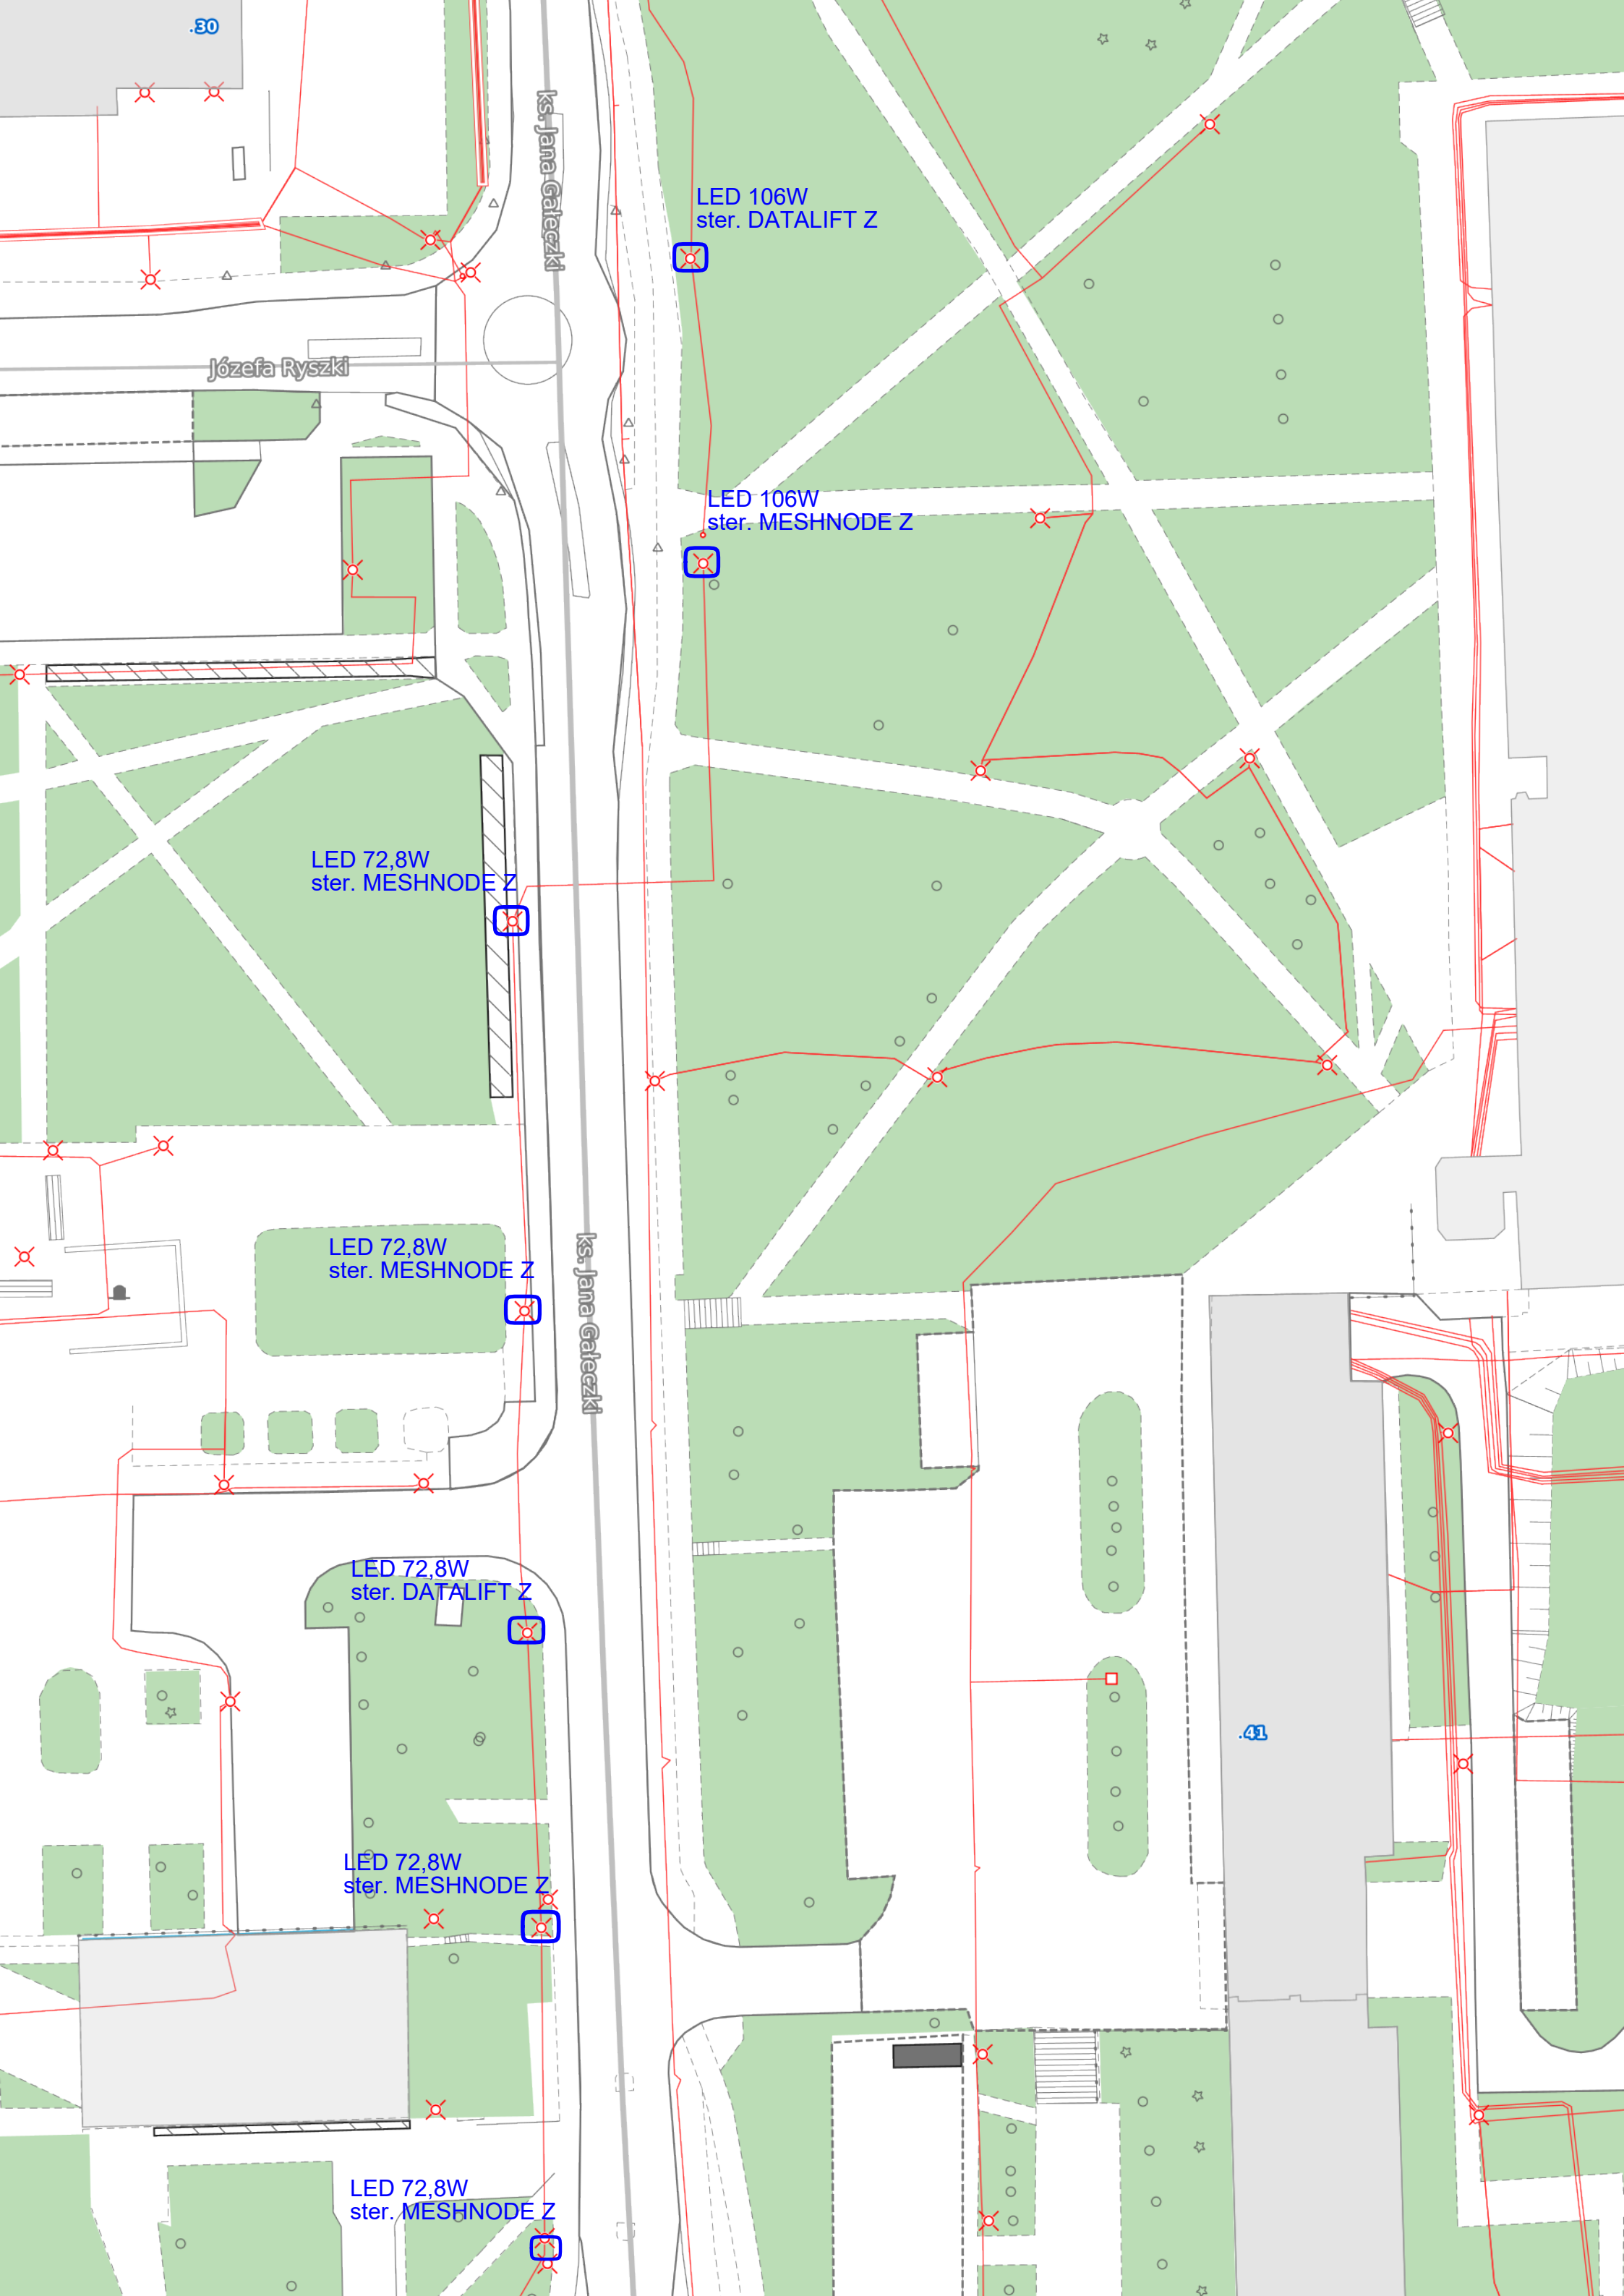 .30
ks. Jana Gałeczki
LED 106W
ster. DATALIFT Z
Józefa Ryszki
LED 106W
ster. MESHNODE Z
LED 72,8W
ster. MESHNODE Z
LED 72,8W
ster. MESHNODE Z
ks. Jana Gałeczki
LED 72,8W
ster. DATALIFT Z
.41
LED 72,8W
ster. MESHNODE Z
LED 72,8W
ster. MESHNODE Z